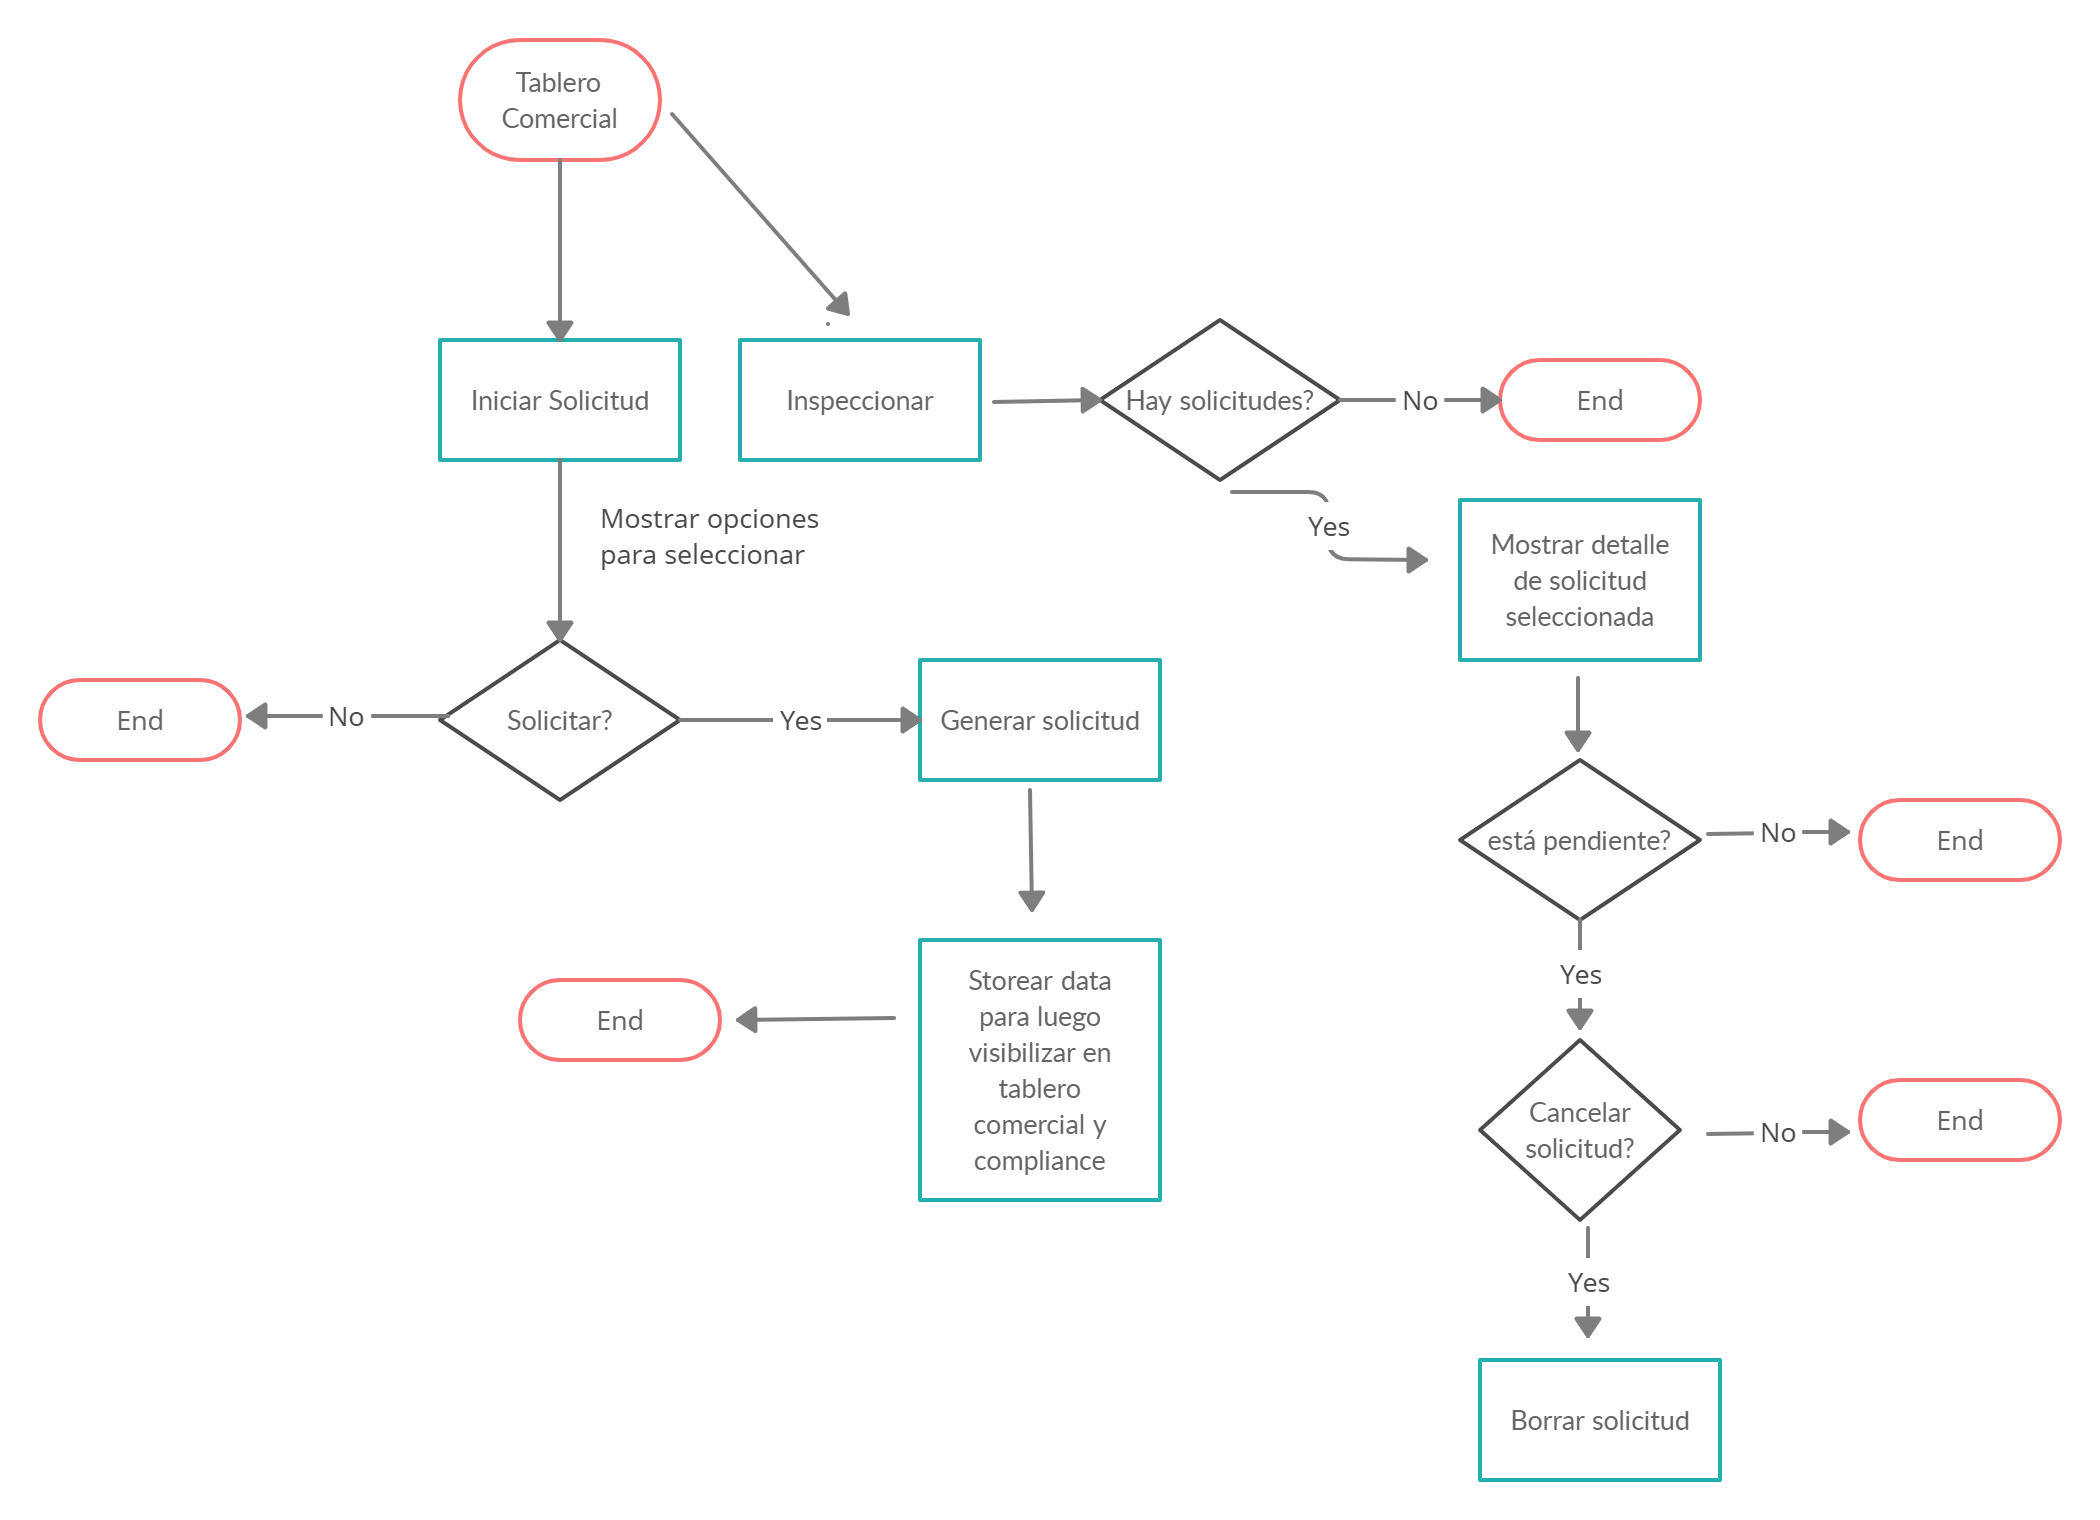 Tablero
Comercial
Iniciar Solicitud
Inspeccionar
Hay solicitudes?
No
End
Mostrar opciones
para seleccionar
Yes
Mostrar detalle
de solicitud
seleccionada
End
No
Solicitar?
Yes
Generar solicitud
está pendiente?
No
End
Yes
End
Storear data
para luego
visibilizar en
tablero
comercial y
compliance
Cancelar
solicitud?
No
End
Yes
Borrar solicitud